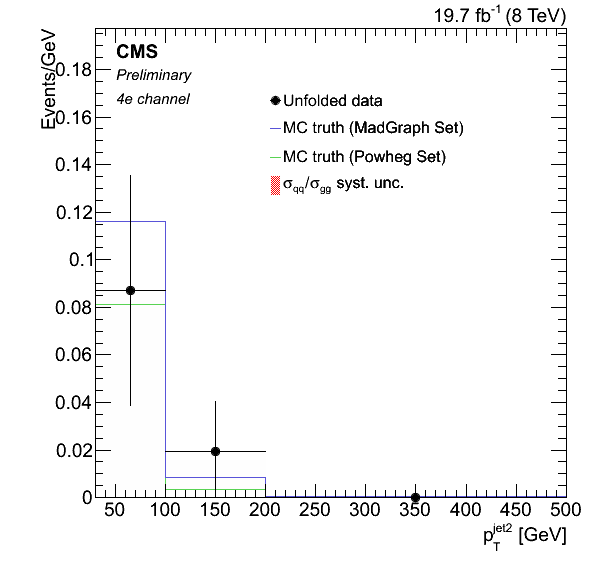 19.7 fb⁻¹ (8 TeV)
Events/GeV
CMS
Preliminary
4e channel
Unfolded data
MC truth (MadGraph Set)
MC truth (Powheg Set)
σqq/σgg syst. unc.
0.18
0.16
0.14
0.12
0.1
0.08
0.06
0.04
0.02
0
50 100 150 200 250 300 350 400 450 500
pT^jet2 [GeV]